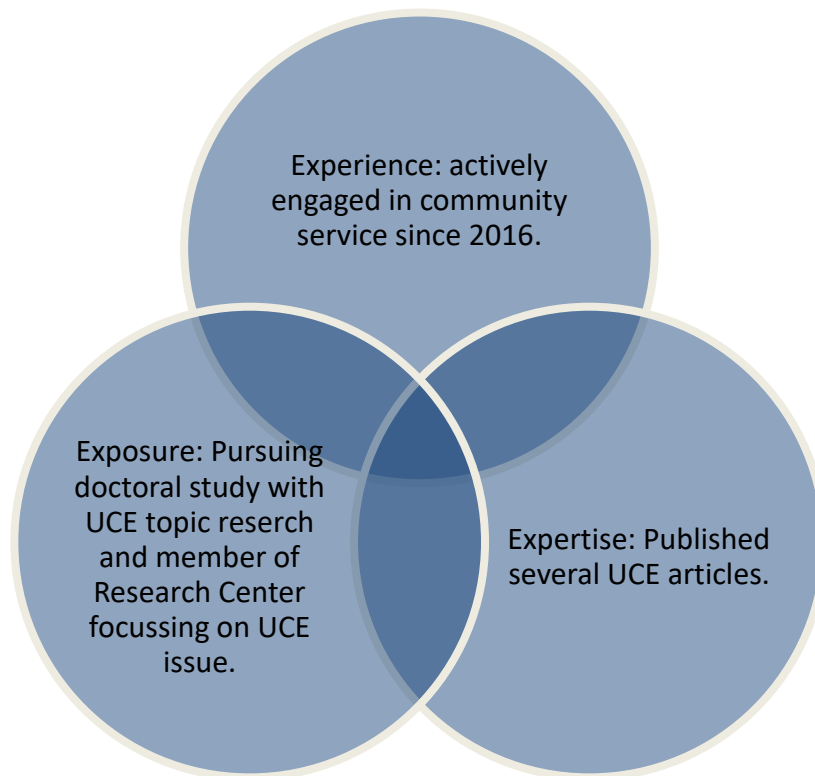 Experience: actively
engaged in community
service since 2016.
Exposure: Pursuing
doctoral study with
UCE topic reserch
and member of
Research Center
focussing on UCE
issue.
Expertise: Published
several UCE articles.